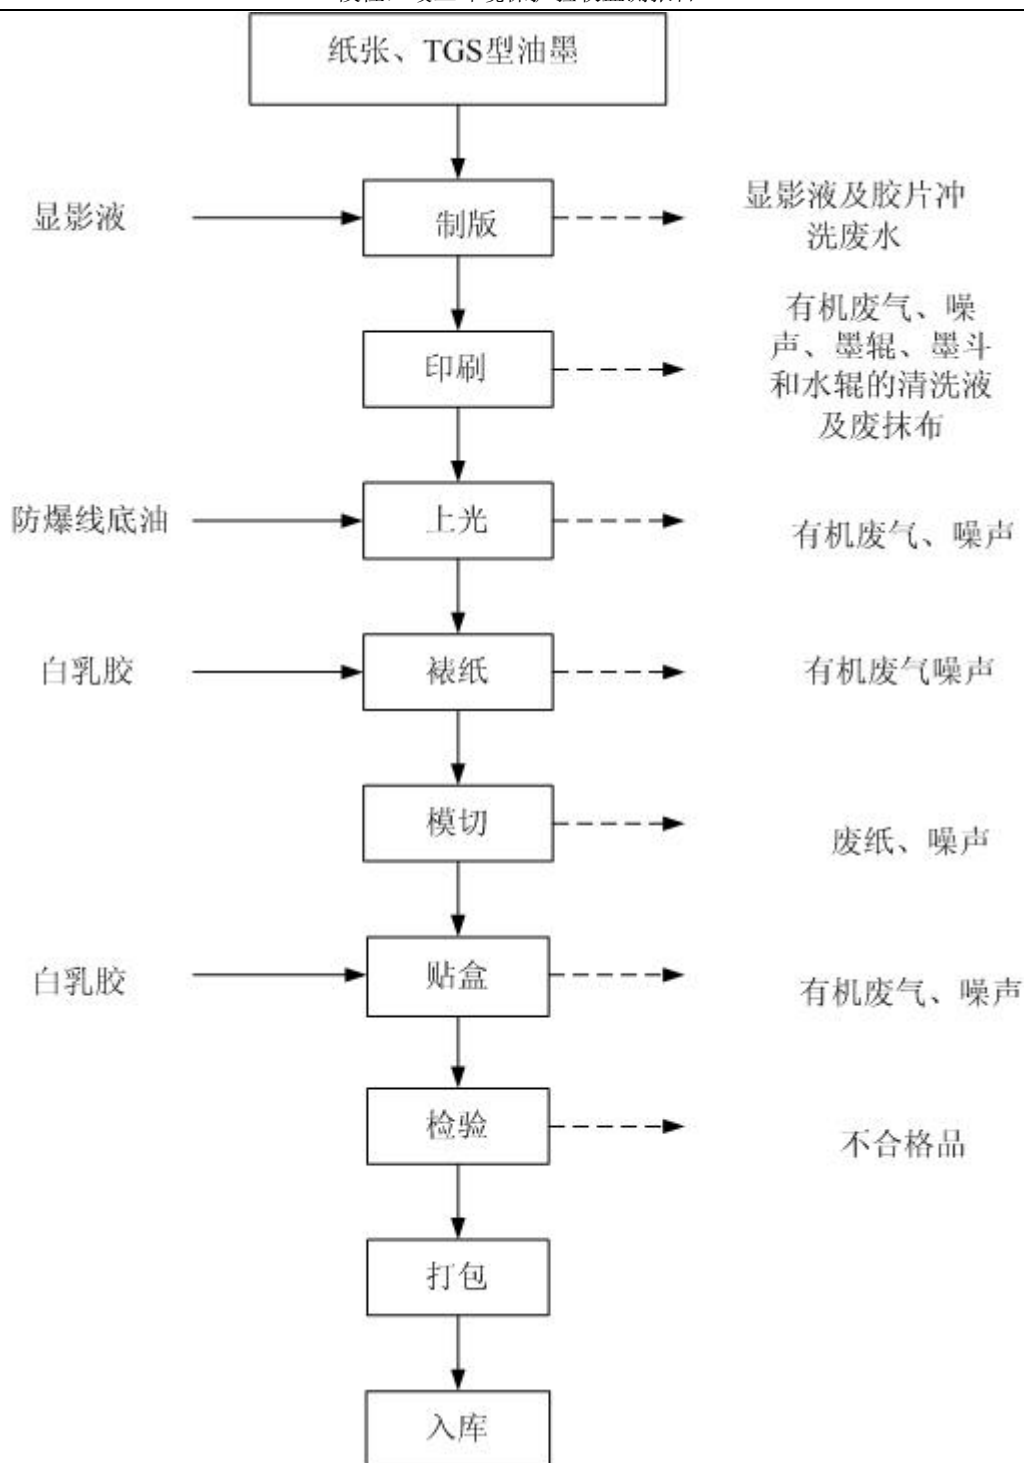 纸张、TGS型油墨
显影液
制版
显影液及胶片冲
洗废水
印刷
有机废气、噪
声、墨辊、墨斗
和水辊的清洗液
及废抹布
防爆线底油
上光
有机废气、噪声
白乳胶
裱纸
有机废气噪声
模切
废纸、噪声
白乳胶
贴盒
有机废气、噪声
检验
不合格品
打包
入库